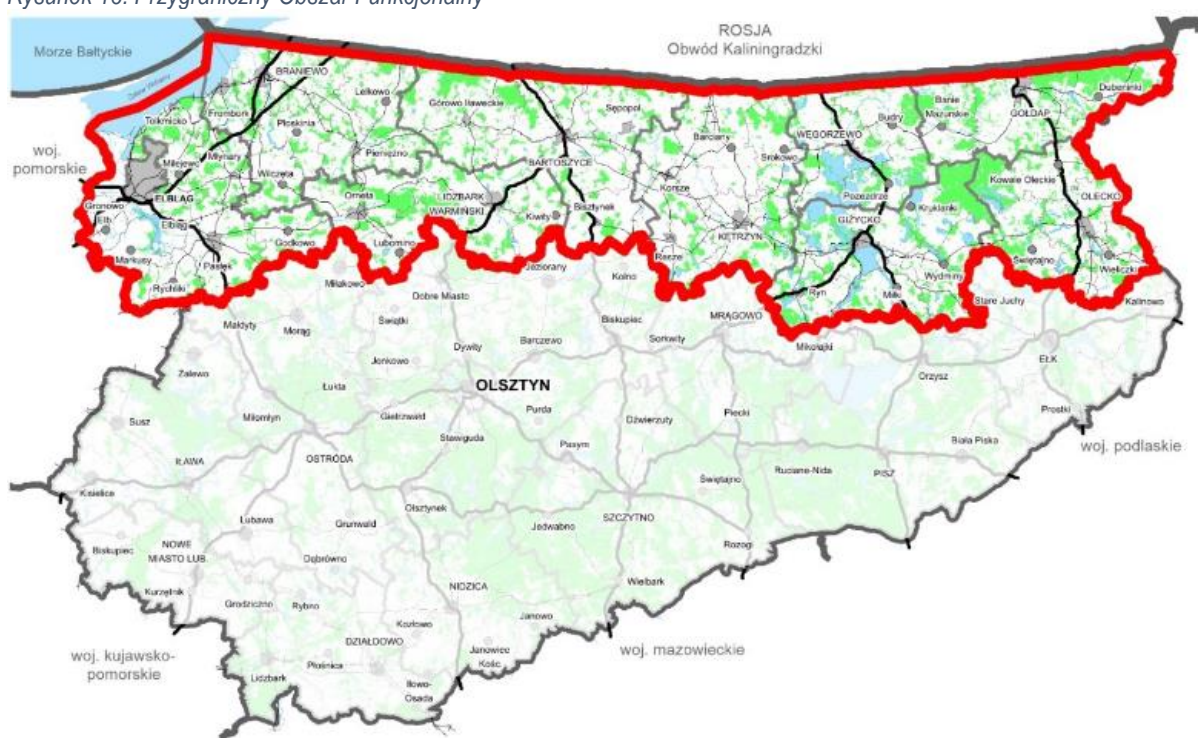 Rysunek 10. Przygraniczny Obszar Funkcjonalny
Morze Bałtyckie
ROSJA
Obwód Kaliningradzki
woj.
pomorskie
BRANIEWO
Lelkowo
Frombork
Tolkmicko
Płoskinia
Górowo Iławeckie
Sępopol
Barciany
WĘGORZEWO
Budry
Banie
Mazurskie
GOŁDAP
Dubeninki
Milejewo
Młynary
Pieniężno
Wilczęta
BARTOSZYCE
Srokowo
Korsze
Pozezdrze
Kowale Oleckie
ELBLĄG
Orneta
LIDZBARK
WARMIŃSKI
Kiwity
Bisztynek
KĘTRZYN
GIŻYCKO
Kruklanki
OLECKO
Gronowo
Elb
Elbląg
Markusy
Pasłęk
Godkowo
Lubomino
Reszel
Świętajno
Wieliczki
Rychliki
Wydminy
Ryn
Miłki
Miłakowo
Jeziorany
Kolno
Stare Juchy
Kalinowo
Dobre Miasto
Małdyty
Morąg
Świątki
Biskupiec
MRĄGOWO
Dywity
Barczewo
Sorkwity
Mikołajki
EŁK
Zalewo
Jonkowo
Orzysz
Łukta
OLSZTYN
Susz
Miłomłyn
Gietrzwałd
Purda
Dźwierzuty
Piecki
Prostki
Stawiguda
Pasym
Biała Piska
woj. podlaskie
IŁAWA
OSTRÓDA
Świętajno
Ruciane-Nida
PISZ
Kisielice
Olsztynek
SZCZYTNO
Lubawa
Grunwald
Jedwabno
Biskupiec
NOWE
MIASTO LUB.
Dąbrówno
Rozogi
NIDZICA
Wielbark
Kurzętnik
Grodziczno
Rybno
Janowo
Kozłowo
DZIAŁDOWO
woj. mazowieckie
woj. kujawsko-
pomorskie
Płośnica
Janowiec
Kośc.
Lidzbark
Iłowo-
Osada